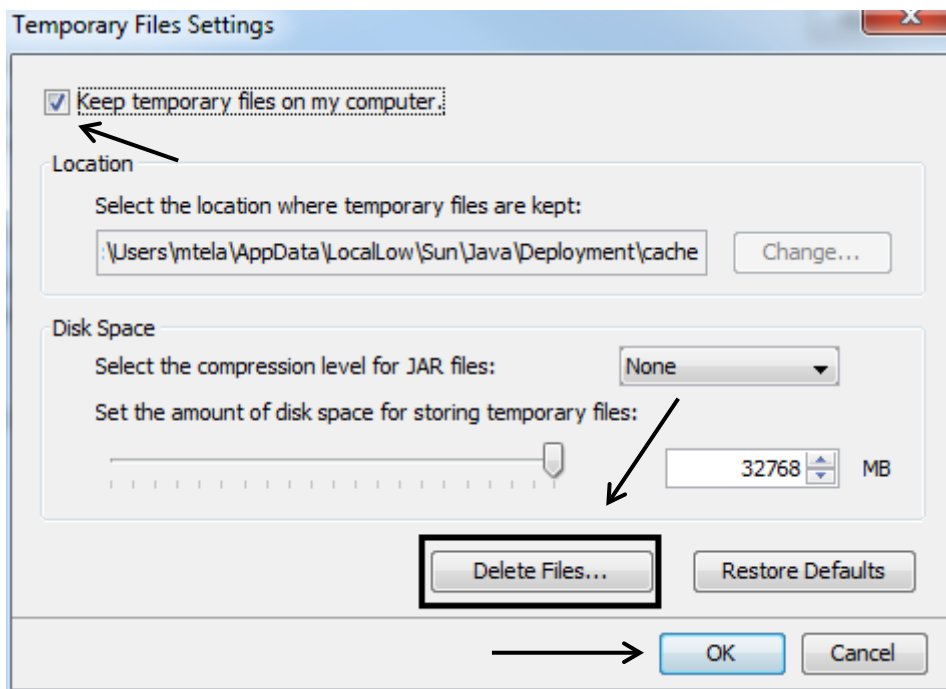 Temporary Files Settings
Keep temporary files on my computer.
Location
Select the location where temporary files are kept:
:\Users\mtela\AppData\LocalLow\Sun\Java\Deployment\cache
Change...
Disk Space
Select the compression level for JAR files:
None
Set the amount of disk space for storing temporary files:
32768 MB
Delete Files...
Restore Defaults
OK
Cancel